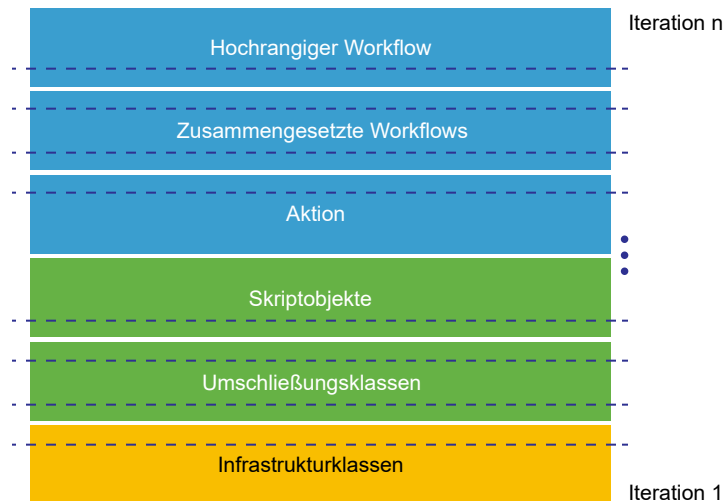 Iteration n
Hochrangiger Workflow
Zusammengesetzte Workflows
Aktion
Skriptobjekte
Umschließungsklassen
Infrastrukturklassen
Iteration 1